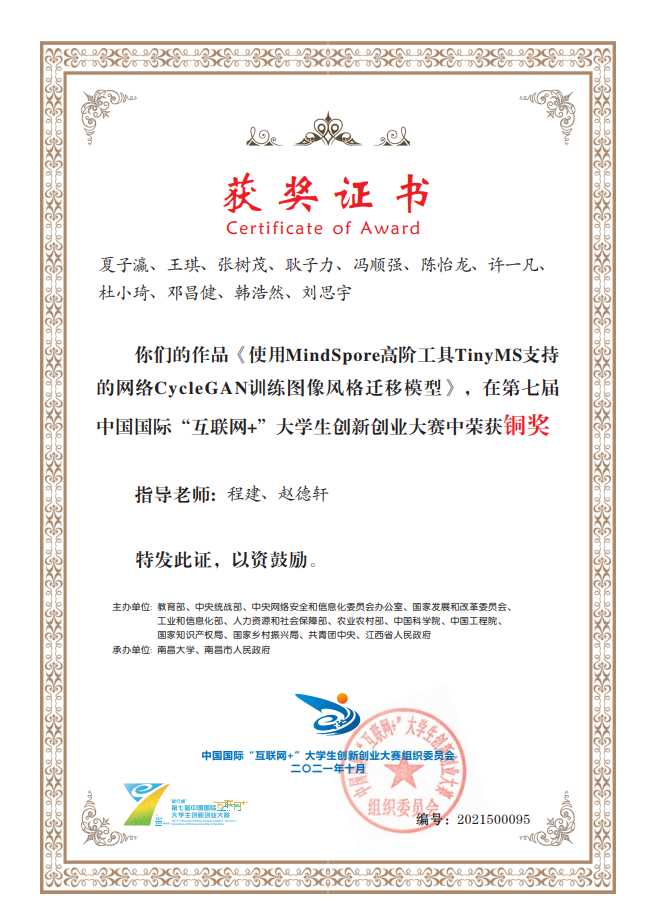 获奖证书
Certificate of Award
夏子瀛、王琪、张树茂、耿子力、冯顺强、陈怡龙、许一凡、
杜小琦、邓昌健、韩浩然、刘思宇
你们的作品《使用MindSpore高阶工具TinyMS支持
的网络CycleGAN训练图像风格迁移模型》，在第七届
中国国际“互联网+”大学生创新创业大赛中荣获铜奖
指导老师：程建、赵德轩
特发此证，以资鼓励。
主办单位：教育部、中央统战部、中央网络安全和信息化委员会办公室、国家发展和改革委员会、
工业和信息化部、人力资源和社会保障部、农业农村部、中国科学院、中国工程院、
国家知识产权局、国家乡村振兴局、共青团中央、江西省人民政府
承办单位：南昌大学、南昌市人民政府
中国国际“互联网+”大学生创新创业大赛组织委员会
二〇二一年十月
中国国际“互联网+”大学生创新创业大赛
组织委员会
第七届中国国际互联网+
大学生创新创业大赛
编号：2021500095